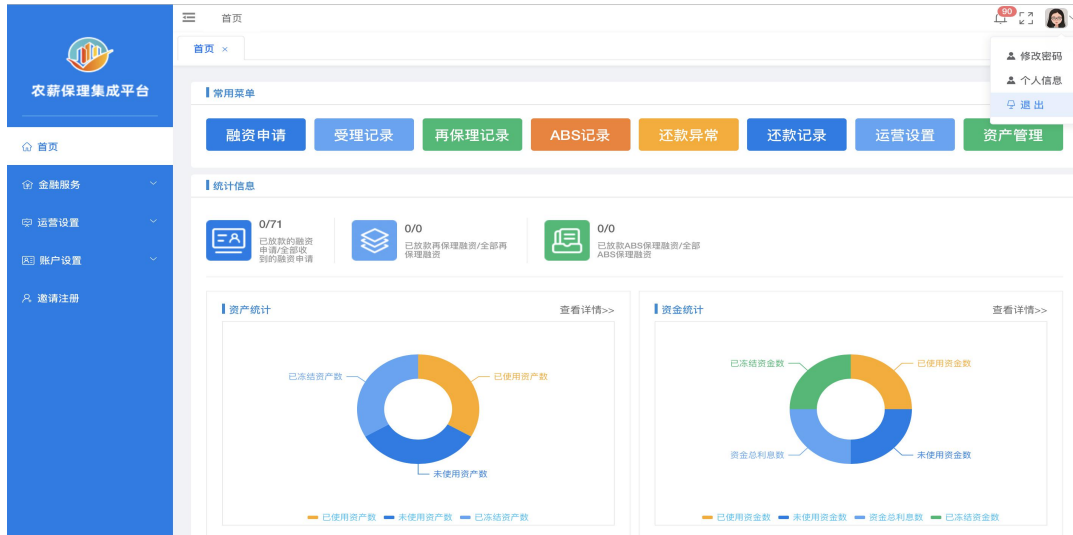 首页
90
首页 ×
修改密码
个人信息
退出
农薪保理集成平台
首页
金融服务
运营设置
账户设置
邀请注册
常用菜单
融资申请 受理记录 再保理记录 ABS记录 还款异常 还款记录 运营设置 资产管理
统计信息
0/71
已放款的融资
申请/全部收
到的融资申请
0/0
已放款再保理融资/全部再
保理融资
0/0
已放款ABS保理融资/全部
ABS保理融资
资产统计 查看详情>>
已冻结资产数 已使用资产数
未使用资产数
已使用资产数 未使用资产数 已冻结资产数
资金统计 查看详情>>
已冻结资金数 已使用资金数
资金总利息数 未使用资金数
已使用资金数 未使用资金数 资金总利息数 已冻结资金数